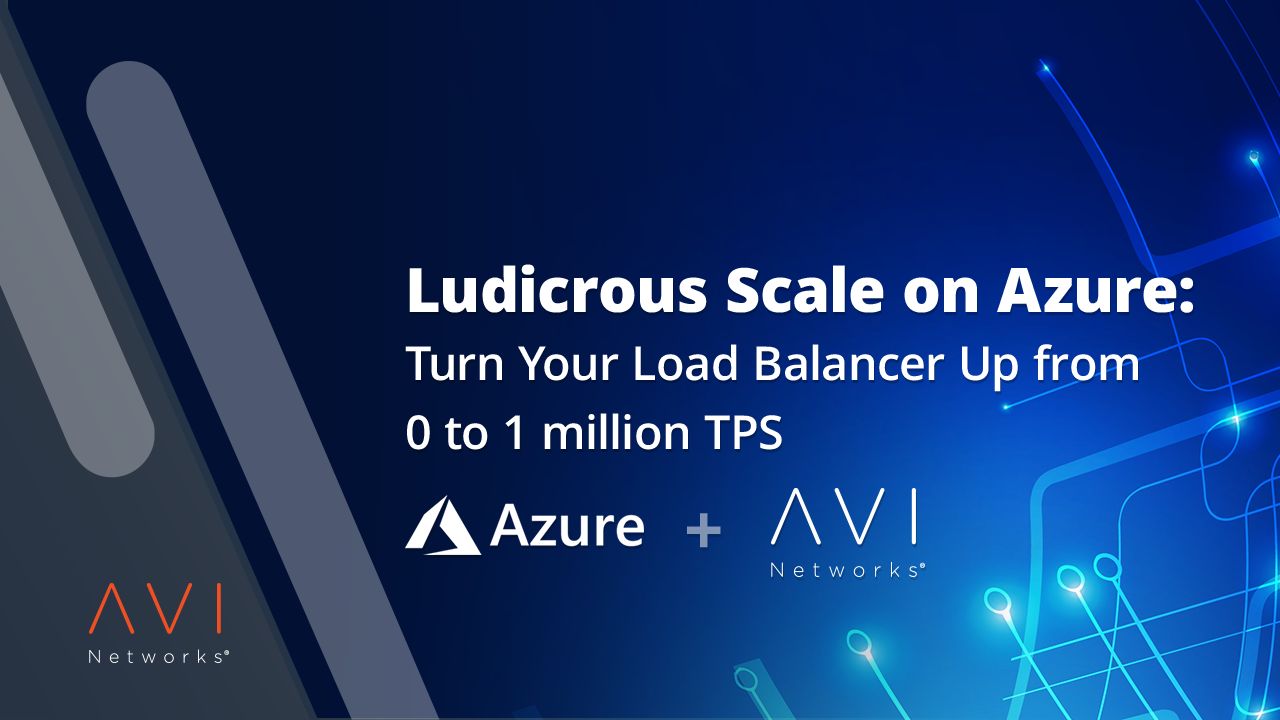 Ludicrous Scale on Azure:
Turn Your Load Balancer Up from
0 to 1 million TPS
Azure + AVI
Networks®
AVI
Networks®